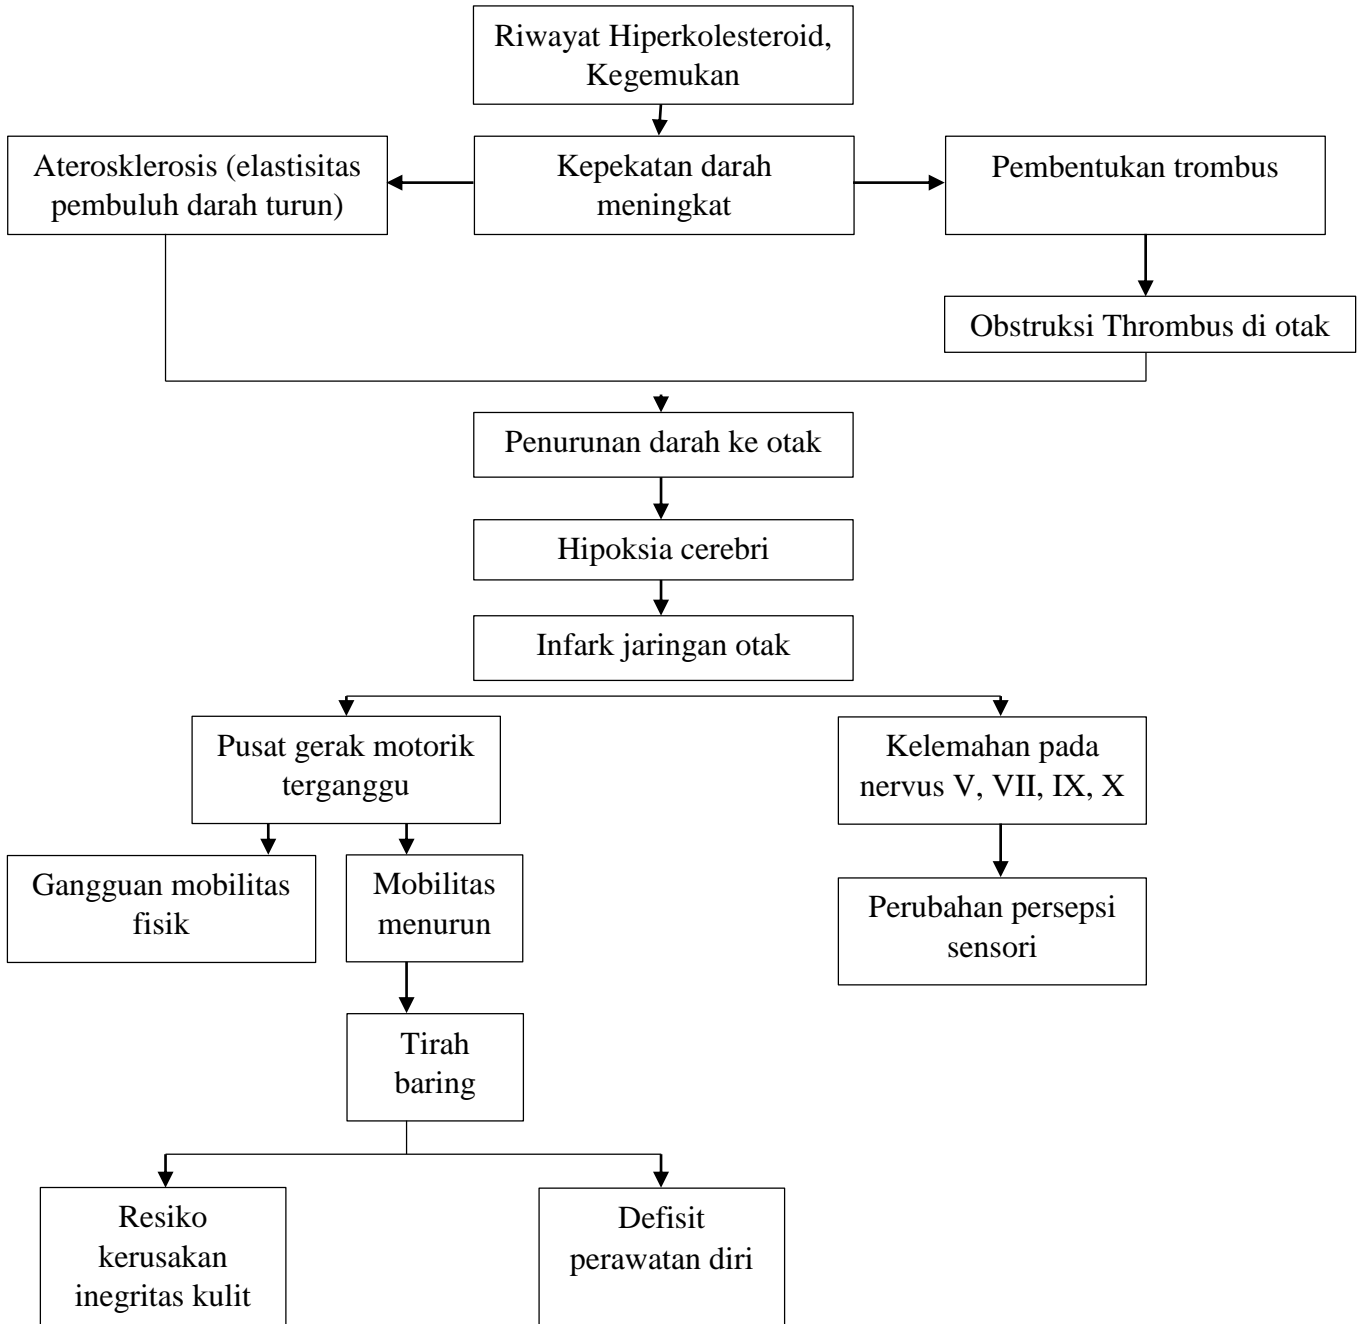 Riwayat Hiperkolesteroid,
Kegemukan
Aterosklerosis (elastisitas
pembuluh darah turun)
Kepekatan darah
meningkat
Pembentukan trombus
Obstruksi Thrombus di otak
Penurunan darah ke otak
Hipoksia cerebri
Infark jaringan otak
Pusat gerak motorik
terganggu
Kelemahan pada
nervus V, VII, IX, X
Gangguan mobilitas
fisik
Mobilitas
menurun
Perubahan persepsi
sensori
Tirah
baring
Resiko
kerusakan
inegritas kulit
Defisit
perawatan diri